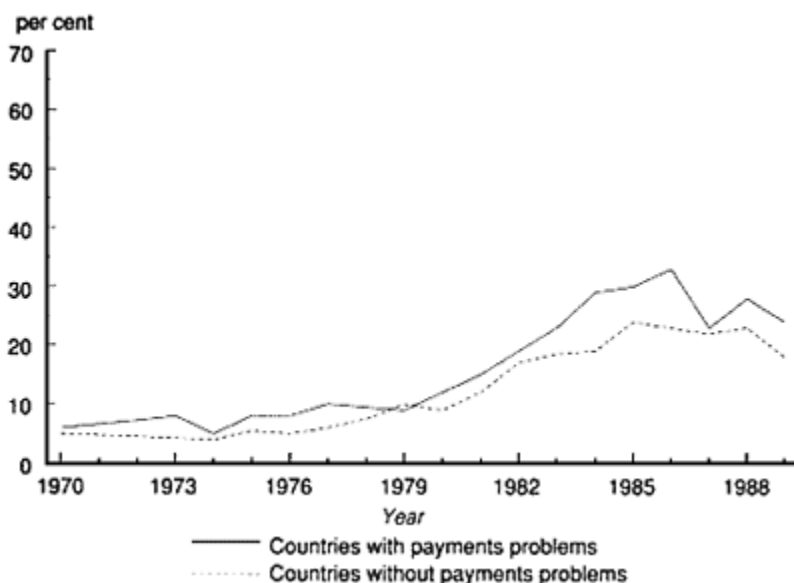 per cent
70
60
50
40
30
20
10
0
1970 1973 1976 1979 1982 1985 1988
Year
Countries with payments problems
Countries without payments problems